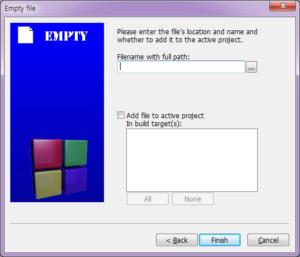 Empty file
EMPTY
Please enter the file's location and name and
whether to add it to the active project.
Filename with full path:
...
Add file to active project
In build target(s):
All
None
< Back
Finish
Cancel